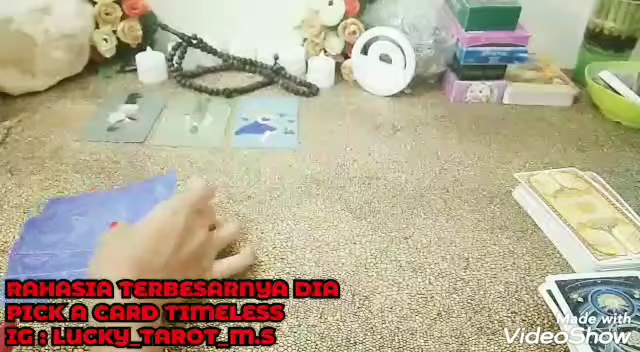 RAHASIA TERBESARNYA DIA
PICK A CARD TIMELESS
IG : LUCKY_TAROT_M.S
Made with
VideoShow